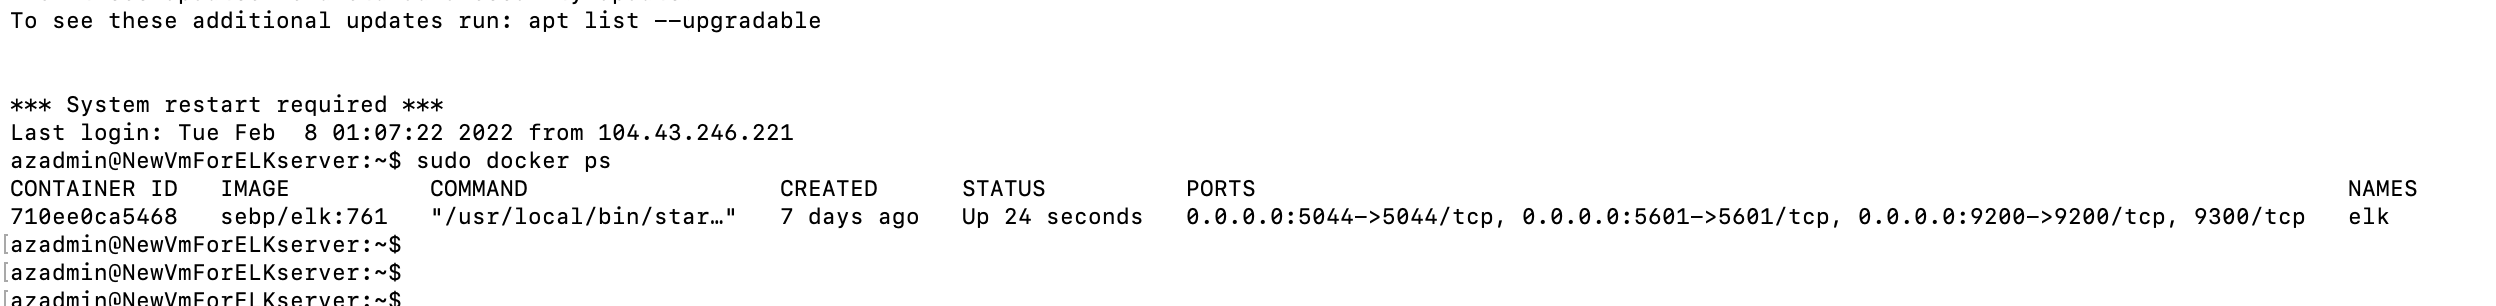 To see these additional updates run: apt list --upgradable
*** System restart required ***
Last login: Tue Feb  8 01:07:22 2022 from 104.43.246.221
azadmin@NewVmForELKserver:~$ sudo docker ps
CONTAINER ID   IMAGE          COMMAND                  CREATED      STATUS          PORTS                                                                              NAMES
710ee0ca5468   sebp/elk:761   "/usr/local/bin/star…"   7 days ago   Up 24 seconds   0.0.0.0:5044->5044/tcp, 0.0.0.0:5601->5601/tcp, 0.0.0.0:9200->9200/tcp, 9300/tcp   elk
[azadmin@NewVmForELKserver:~$
[azadmin@NewVmForELKserver:~$
[azadmin@NewVmForELKserver:~$